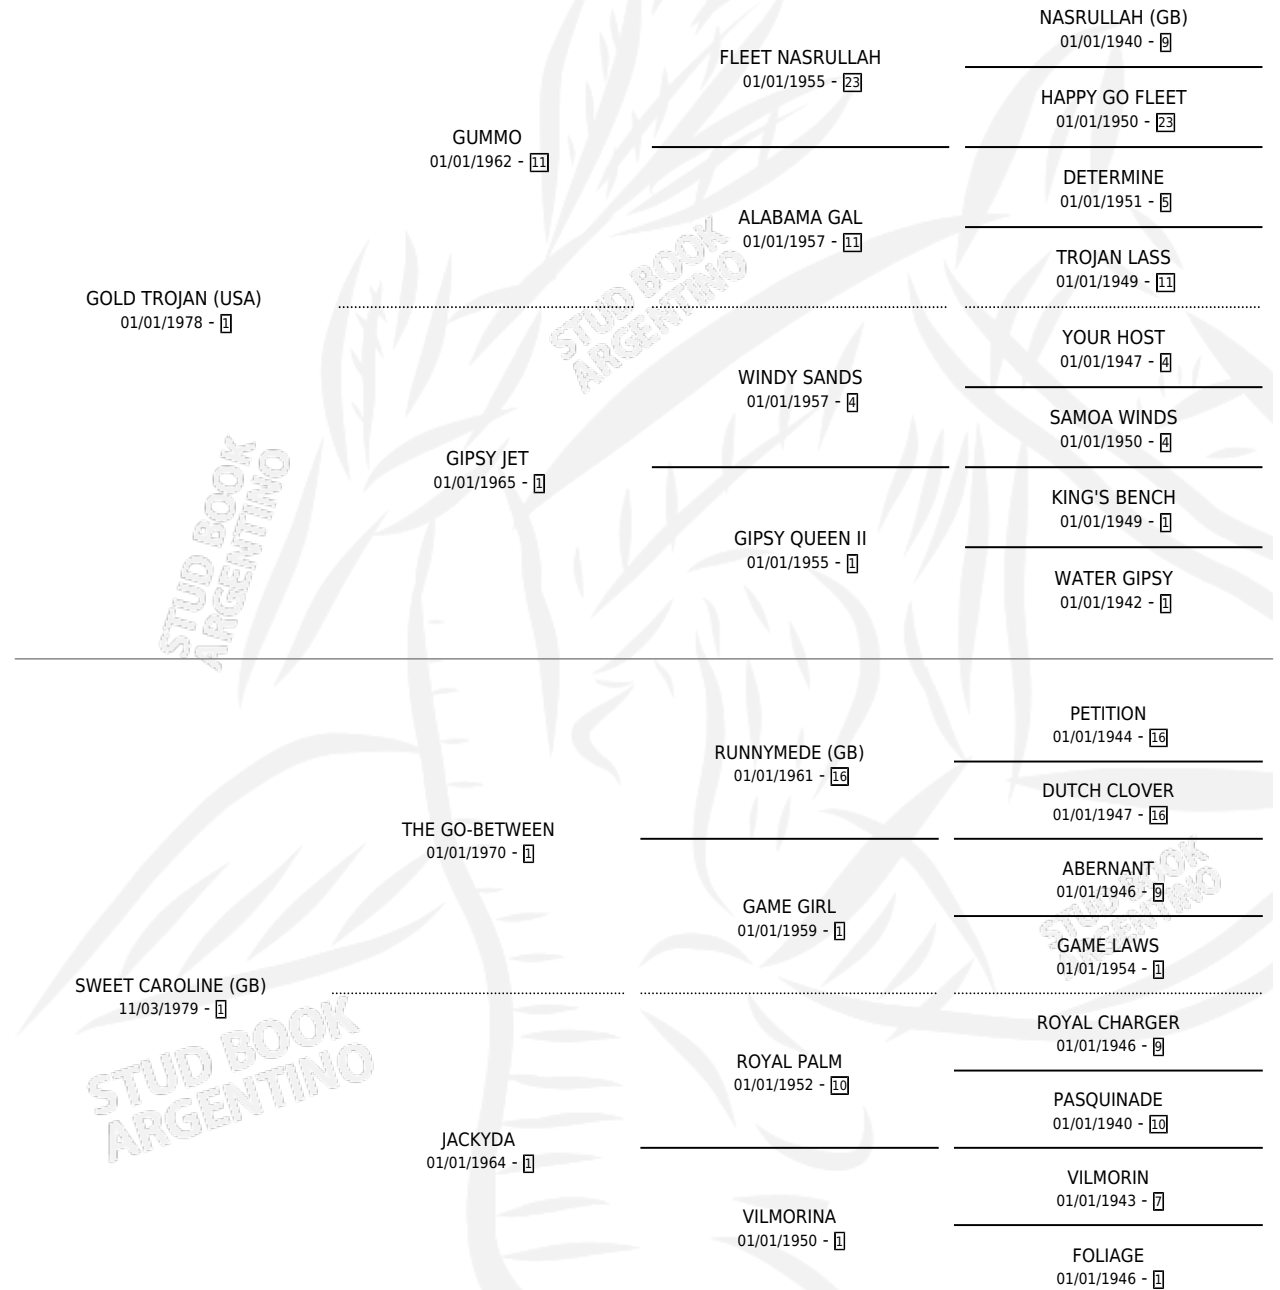 NASRULLAH (GB)
01/01/1940 - 9
FLEET NASRULLAH
01/01/1955 - 23
HAPPY GO FLEET
01/01/1950 - 23
GUMMO
01/01/1962 - 11
DETERMINE
01/01/1951 - 5
ALABAMA GAL
01/01/1957 - 11
TROJAN LASS
01/01/1949 - 11
GOLD TROJAN (USA)
01/01/1978 - 1
STUD BOOK
ARGENTINO
YOUR HOST
01/01/1947 - 4
WINDY SANDS
01/01/1957 - 4
SAMOA WINDS
01/01/1950 - 4
GIPSY JET
01/01/1965 - 1
KING'S BENCH
01/01/1949 - 1
GIPSY QUEEN II
01/01/1955 - 1
WATER GIPSY
01/01/1942 - 1
STUD BOOK
ARGENTINO
PETITION
01/01/1944 - 16
RUNNYMEDE (GB)
01/01/1961 - 16
DUTCH CLOVER
01/01/1947 - 16
THE GO-BETWEEN
01/01/1970 - 1
ABERNANT
01/01/1946 - 9
GAME GIRL
01/01/1959 - 1
STUD BOOK
ARGENTINO
GAME LAWS
01/01/1954 - 1
SWEET CAROLINE (GB)
11/03/1979 - 1
STUD BOOK
ARGENTINO
ROYAL CHARGER
01/01/1946 - 9
ROYAL PALM
01/01/1952 - 10
PASQUINADE
01/01/1940 - 10
JACKYDA
01/01/1964 - 1
VILMORIN
01/01/1943 - 7
VILMORINA
01/01/1950 - 1
FOLIAGE
01/01/1946 - 1